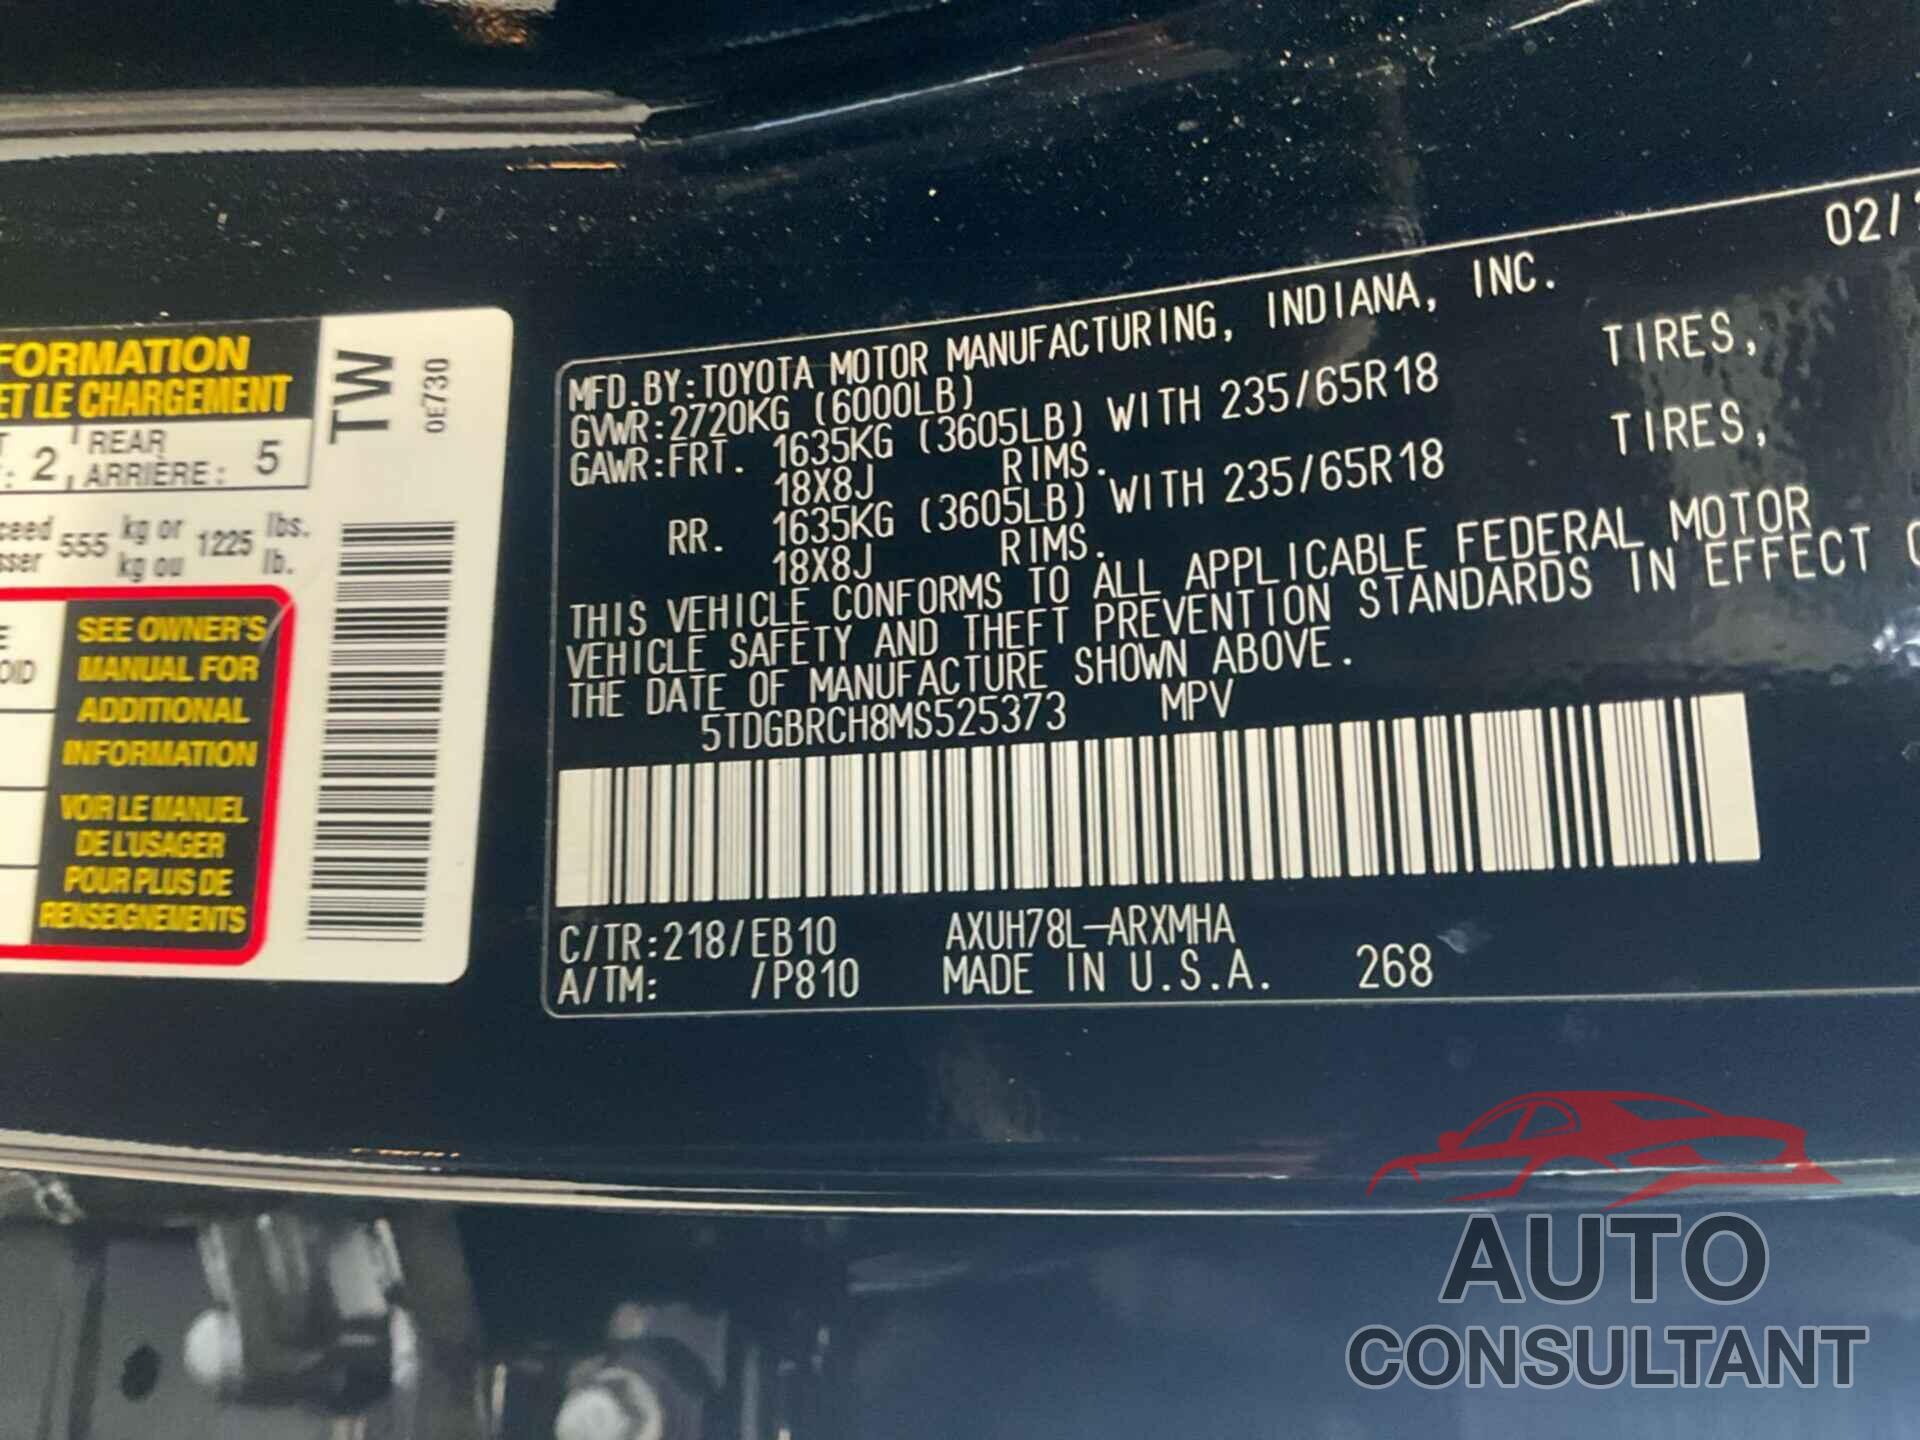 FORMATION
ET LE CHARGEMENT
2 REAR
ARRIÈRE: 5
555 kg or 1225 lbs.
kg ou lb.
SEE OWNER'S
MANUAL FOR
ADDITIONAL
INFORMATION
VOIR LE MANUEL
DE L'USAGER
POUR PLUS DE
RENSEIGNEMENTS
TW
0E730
02/
MFD.BY:TOYOTA MOTOR MANUFACTURING, INDIANA, INC.
GVWR:2720KG (6000LB)
GAWR:FRT. 1635KG (3605LB) WITH 235/65R18 TIRES,
18X8J RIMS.
RR. 1635KG (3605LB) WITH 235/65R18 TIRES,
18X8J RIMS.
THIS VEHICLE CONFORMS TO ALL APPLICABLE FEDERAL MOTOR
VEHICLE SAFETY AND THEFT PREVENTION STANDARDS IN EFFECT
THE DATE OF MANUFACTURE SHOWN ABOVE.
5TDGBRCH8MS525373 MPV
C/TR:218/EB10 AXUH78L-ARXMHA
A/TM: /P810 MADE IN U.S.A. 268
AUTO
CONSULTANT